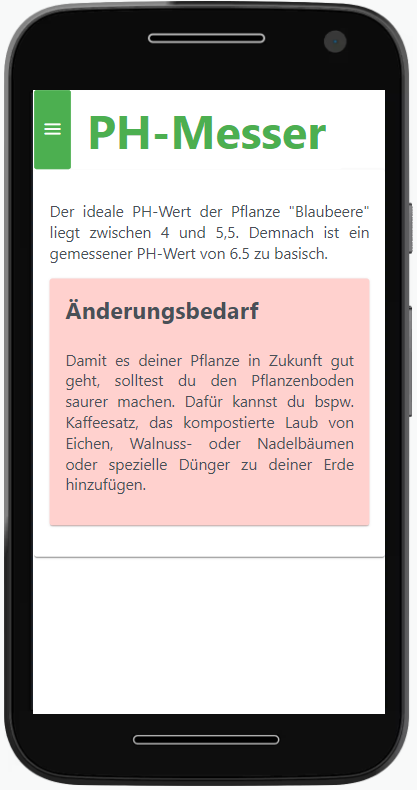 PH-Messer
Der ideale PH-Wert der Pflanze "Blaubeere"
liegt zwischen 4 und 5,5. Demnach ist ein
gemessener PH-Wert von 6.5 zu basisch.
Änderungsbedarf
Damit es deiner Pflanze in Zukunft gut
geht, solltest du den Pflanzenboden
saurer machen. Dafür kannst du bspw.
Kaffeesatz, das kompostierte Laub von
Eichen, Walnuss- oder Nadelbäumen
oder spezielle Dünger zu deiner Erde
hinzufügen.